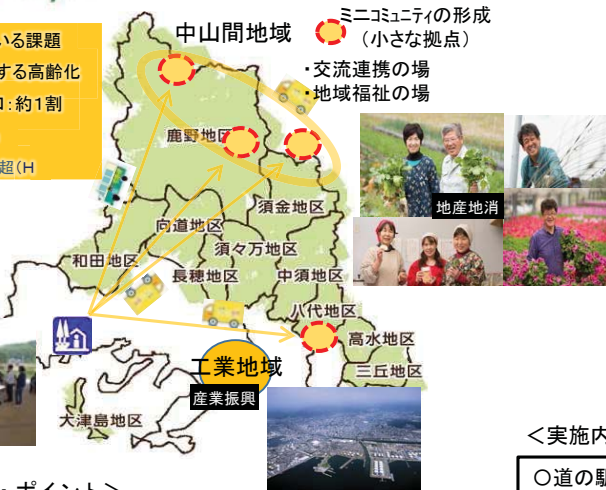 いる課題
する高齢化
口：約1割
超(H
中山間地域
ミニコミュニティの形成
（小さな拠点）
・交流連携の場
・地域福祉の場
鹿野地区
地産地消
須金地区
向道地区
須々万地区
和田地区
長穂地区
中須地区
八代地区
高水地区
工業地域
三丘地区
産業振興
大津島地区
＜実施内
○道の駅
・ポイント＞